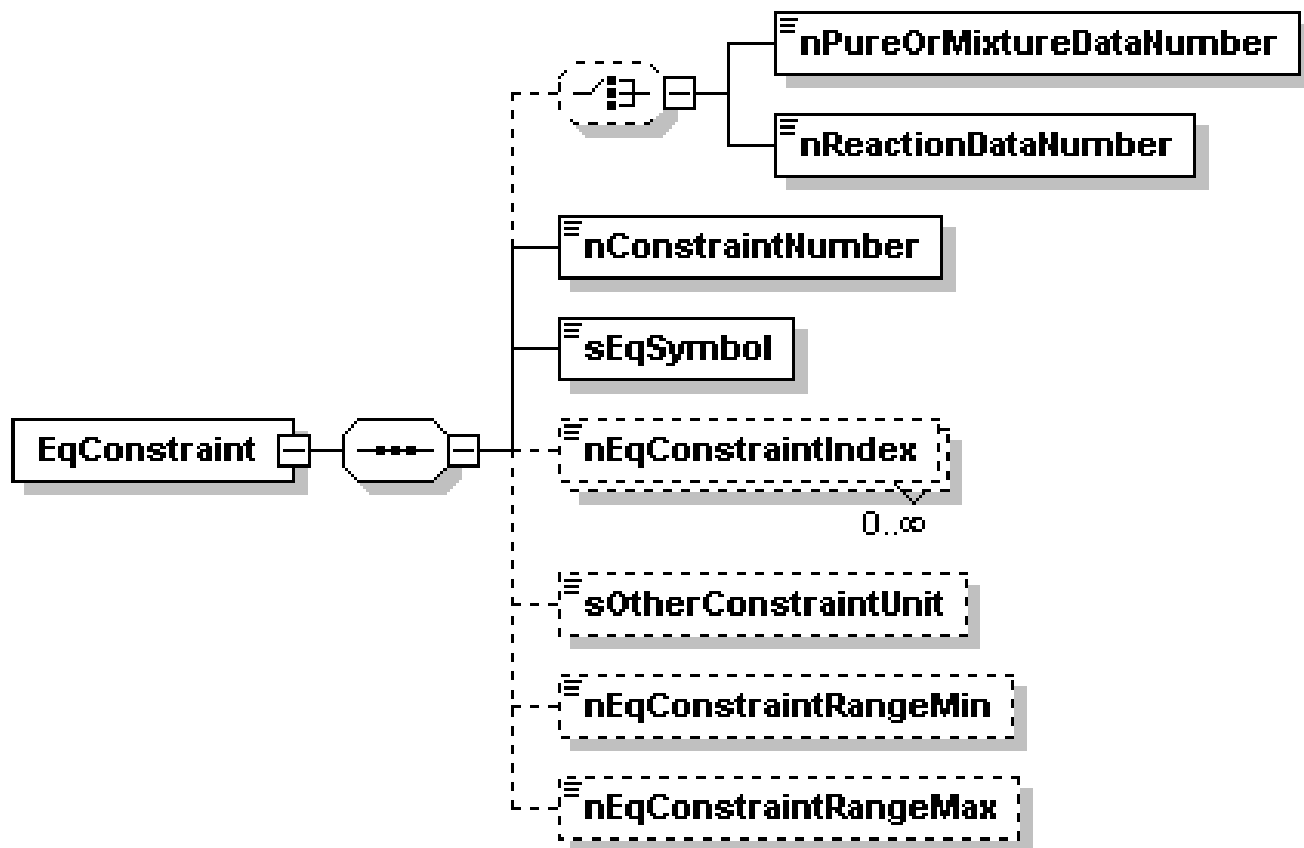 nPureOrMixtureDataNumber
nReactionDataNumber
nConstraintNumber
sEqSymbol
EqConstraint
nEqConstraintIndex
0..∞
sOtherConstraintUnit
nEqConstraintRangeMin
nEqConstraintRangeMax